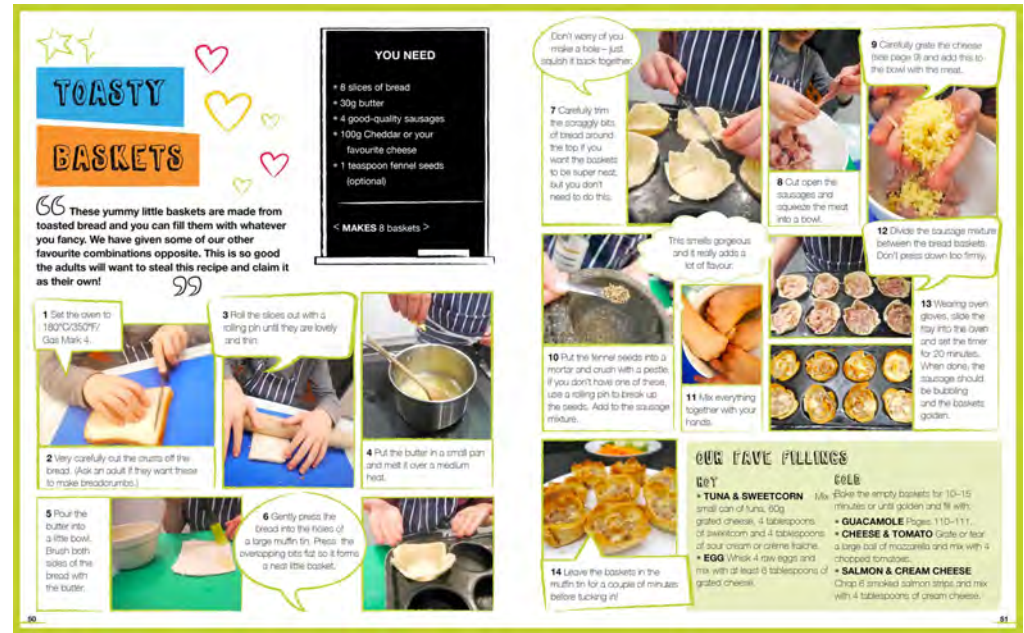 TOASTY
BASKETS
These yummy little baskets are made from
toasted bread and you can fill them with whatever
you fancy. We have given some of our other
favourite combinations opposite. This is so good
the adults will want to steal this recipe and claim it
as their own!
YOU NEED
• 8 slices of bread
• 30g butter
• 4 good-quality sausages
• 100g Cheddar or your
favourite cheese
• 1 teaspoon fennel seeds
(optional)
< MAKES 8 baskets >
1 Set the oven to
180°C/350°F/
Gas Mark 4.
2 Very carefully cut the crusts off the
bread. (Ask an adult if they want these
to make breadcrumbs.)
3 Roll the slices out with a
rolling pin until they are lovely
and thin.
4 Put the butter in a small pan
and melt it over a medium
heat.
5 Pour the
butter into
a little bowl.
Brush both
sides of the
bread with
the butter.
6 Gently press the
bread into the holes of
a large muffin tin. Press the
overlapping bits flat so it forms
a neat little basket.
50
Don't worry of you
make a hole – just
squish it back together.
7 Carefully trim
the scraggly bits
of bread around
the top if you
want the baskets
to be super neat,
but you don't
need to do this.
8 Cut open the
sausages and
squeeze the meat
into a bowl.
9 Carefully grate the cheese
(see page 9) and add this to
the bowl with the meat.
This smells gorgeous
and it really adds a
lot of flavour.
10 Put the fennel seeds into a
mortar and crush with a pestle.
If you don't have one of these,
use a rolling pin to break up
the seeds. Add to the sausage
mixture.
11 Mix everything
together with your
hands.
12 Divide the sausage mixture
between the bread baskets.
Don't press down too firmly.
13 Wearing oven
gloves, slide the
tray into the oven
and set the timer
for 20 minutes.
When done, the
sausage should
be bubbling
and the baskets
golden.
14 Leave the baskets in the
muffin tin for a couple of minutes
before tucking in!
OUR FAVE FILLINGS
HOT
• TUNA & SWEETCORN Mix 1
small can of tuna, 60g
grated cheese, 4 tablespoons
of sweetcorn and 4 tablespoons
of sour cream or crème fraîche.
• EGG Whisk 4 raw eggs and
mix with at least 6 tablespoons of
grated cheese.
COLD
Bake the empty baskets for 10–15
minutes or until golden and fill with:
• GUACAMOLE Pages 110–111.
• CHEESE & TOMATO Grate or tear
a large ball of mozzarella and mix with 4
chopped tomatoes.
• SALMON & CREAM CHEESE
Chop 6 smoked salmon strips and mix
with 4 tablespoons of cream cheese.
51